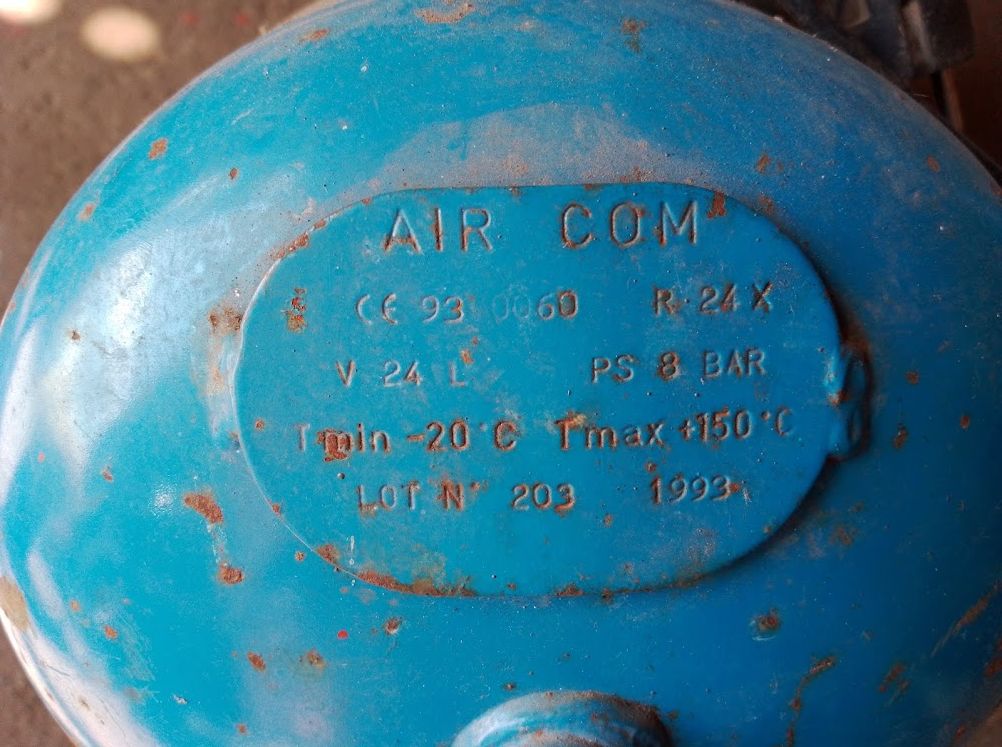 AIR COM
CE 93 0060 R 24 X
V 24 L PS 8 BAR
Tmin -20°C Tmax +150°C
LOT N° 203 1993